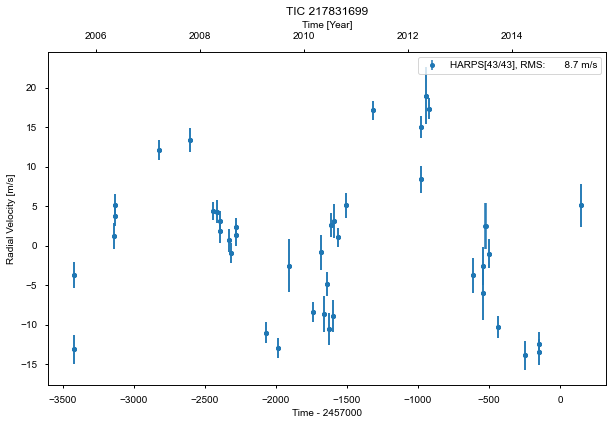 TIC 217831699
Time [Year]
2006 2008 2010 2012 2014
HARPS[43/43], RMS: 8.7 m/s
Radial Velocity [m/s]
20
15
10
5
0
−5
−10
−15
−3500 −3000 −2500 −2000 −1500 −1000 −500 0
Time - 2457000